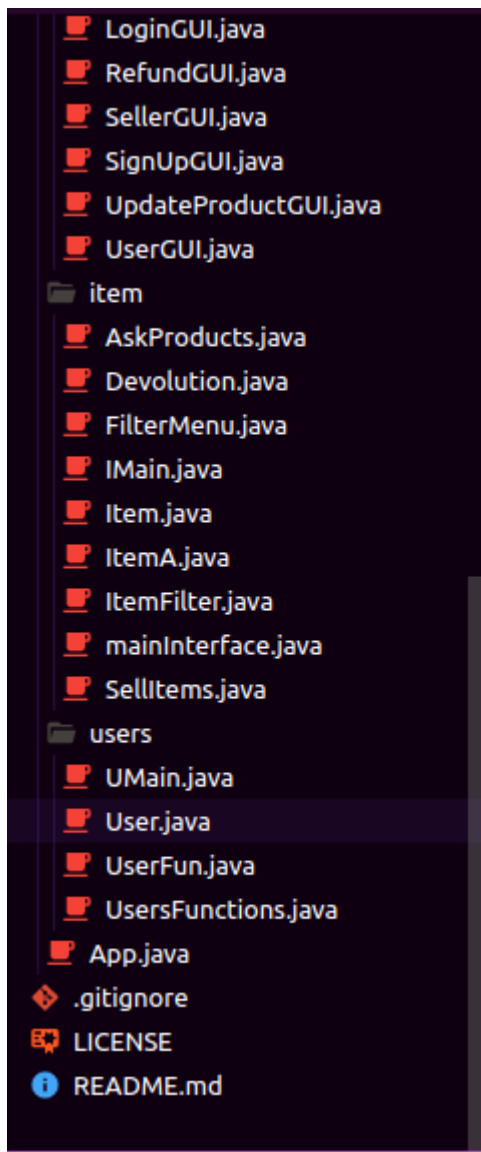 LoginGUI.java
RefundGUI.java
SellerGUI.java
SignUpGUI.java
UpdateProductGUI.java
UserGUI.java
item
AskProducts.java
Devolution.java
FilterMenu.java
IMain.java
Item.java
ItemA.java
ItemFilter.java
mainInterface.java
SellItems.java
users
UMain.java
User.java
UserFun.java
UsersFunctions.java
App.java
.gitignore
LICENSE
README.md